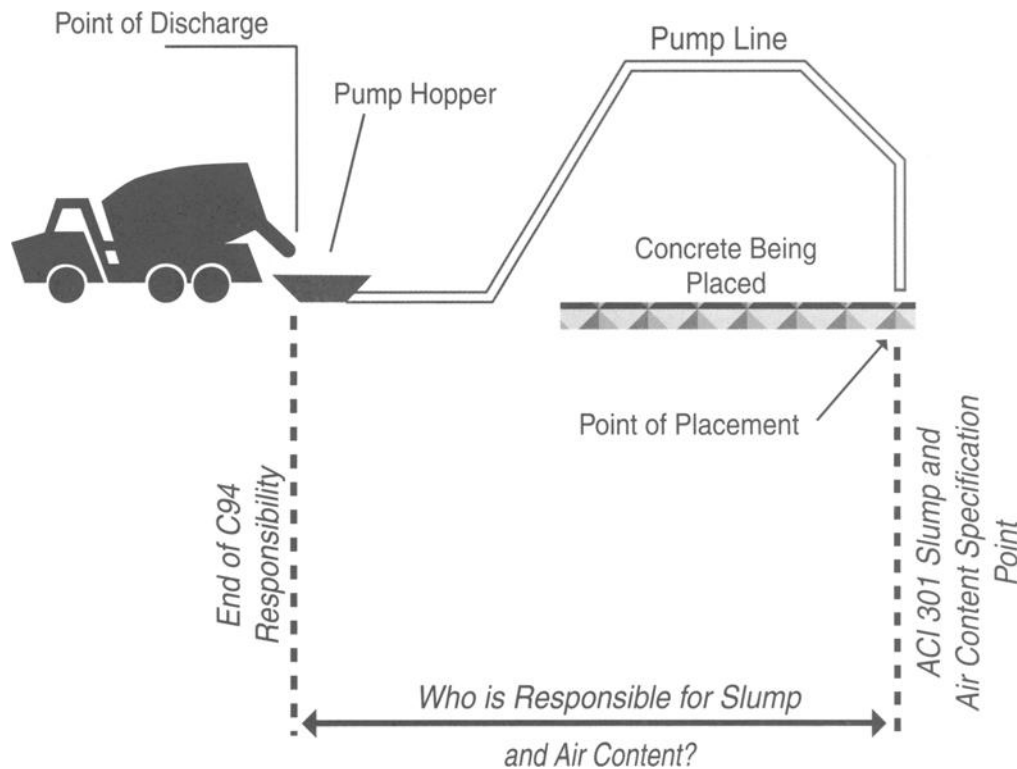 Point of Discharge
Pump Line
Pump Hopper
Concrete Being
Placed
Point of Placement
End of C94
Responsibility
ACI 301 Slump and
Air Content Specification
Point
Who is Responsible for Slump
and Air Content?